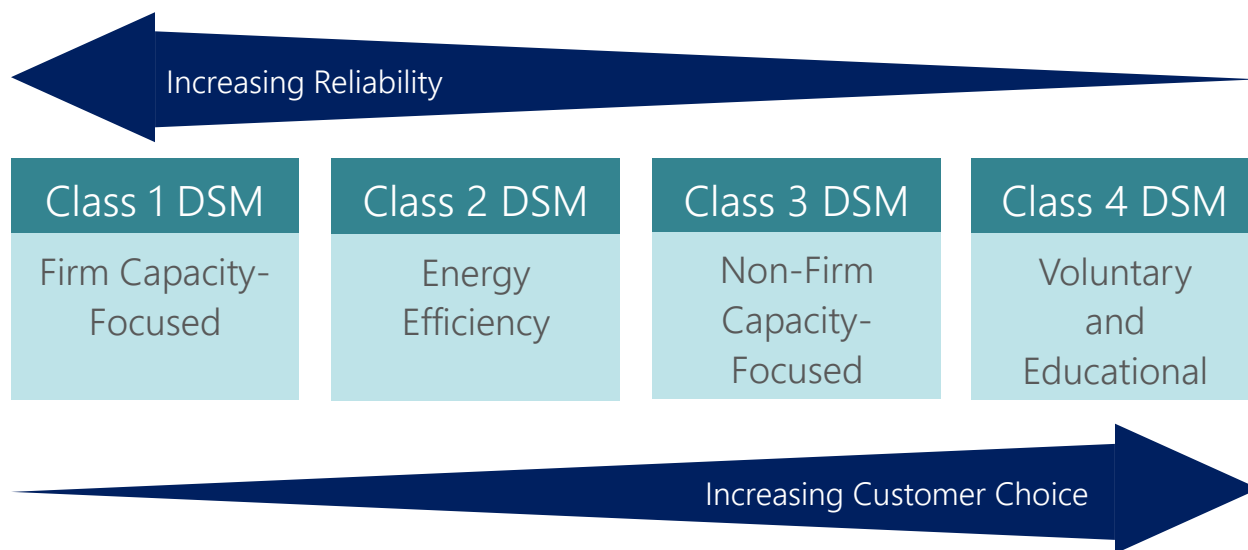 Increasing Reliability
Class 1 DSM
Firm Capacity-
Focused
Class 2 DSM
Energy
Efficiency
Class 3 DSM
Non-Firm
Capacity-
Focused
Class 4 DSM
Voluntary
and
Educational
Increasing Customer Choice